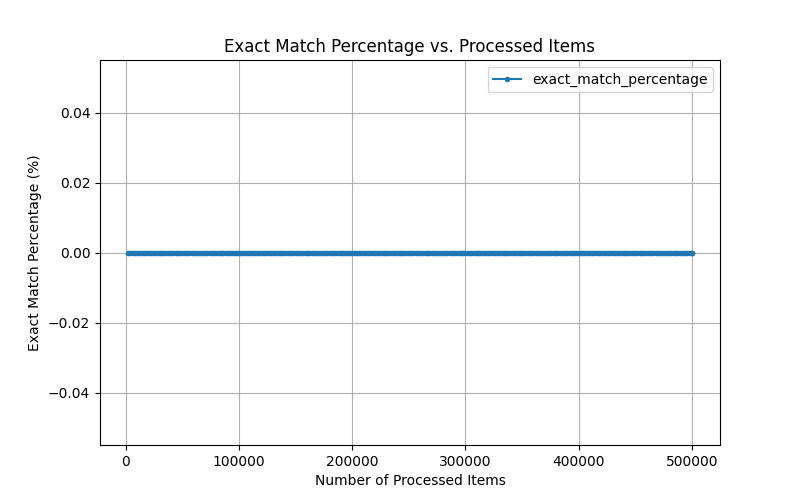 Exact Match Percentage vs. Processed Items
exact_match_percentage
Exact Match Percentage (%)
0.04
0.02
0.00
−0.02
−0.04
0 100000 200000 300000 400000 500000
Number of Processed Items